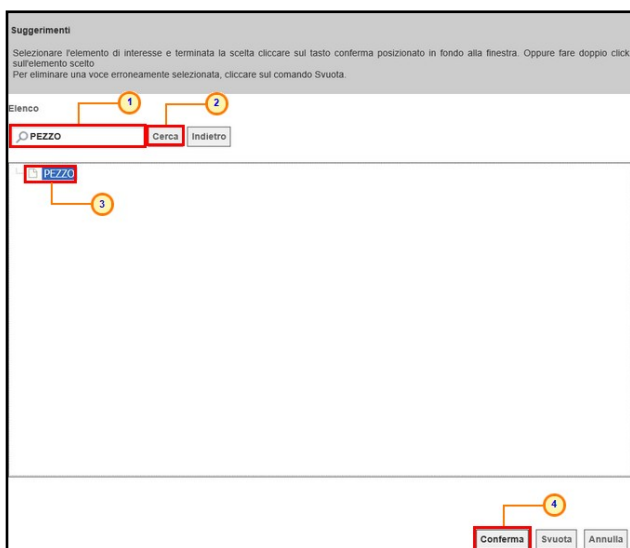 Suggerimenti
Selezionare l'elemento di interesse e terminata la scelta cliccare sul tasto conferma posizionato in fondo alla finestra. Oppure fare doppio click
sull'elemento scelto
Per eliminare una voce erroneamente selezionata, cliccare sul comando Svuota.
Elenco
1 2
PEZZO Cerca Indietro
PEZZO
3
4
Conferma Svuota Annulla